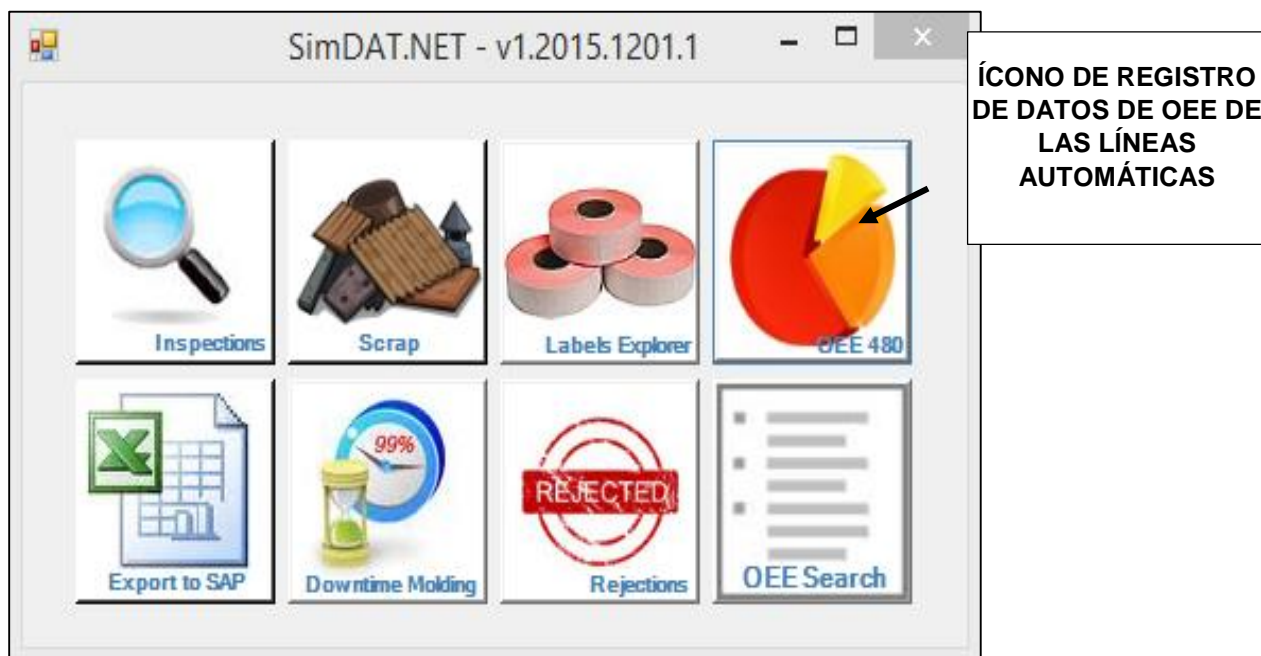 SimDAT.NET - v1.2015.1201.1
ÍCONO DE REGISTRO
DE DATOS DE OEE DE
LAS LÍNEAS
AUTOMÁTICAS
Inspections
Scrap
Labels Explorer
OEE 480
Export to SAP
99%
Downtime Molding
REJECTED
Rejections
OEE Search